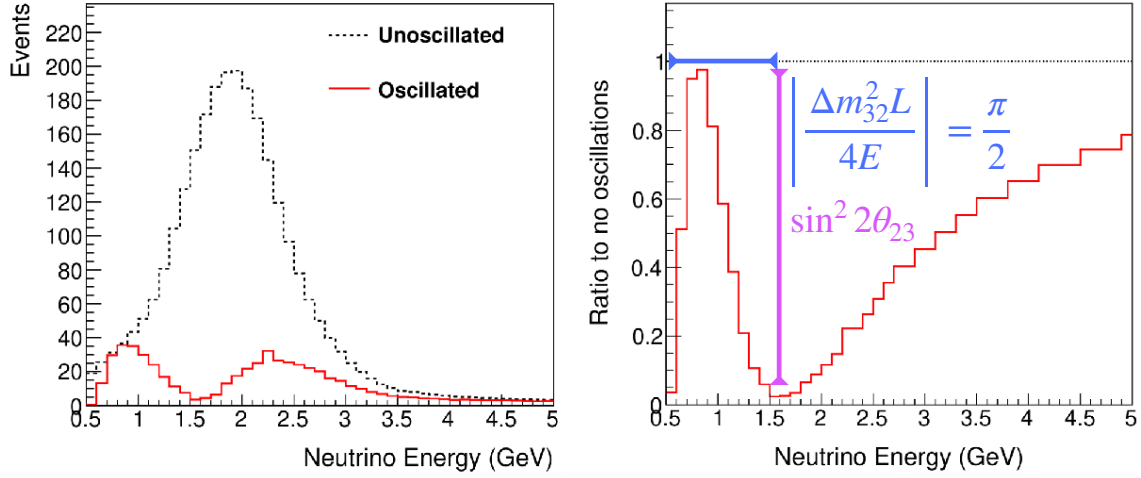 Events
220
200
180
160
140
120
100
80
60
40
20
0
Unoscillated
Oscillated
0.5 1 1.5 2 2.5 3 3.5 4 4.5 5
Neutrino Energy (GeV)
Ratio to no oscillations
1
0.8
0.6
0.4
0.2
0
|Δm²₃₂L / 4E| = π/2
sin² 2θ₂₃
0.5 1 1.5 2 2.5 3 3.5 4 4.5 5
Neutrino Energy (GeV)